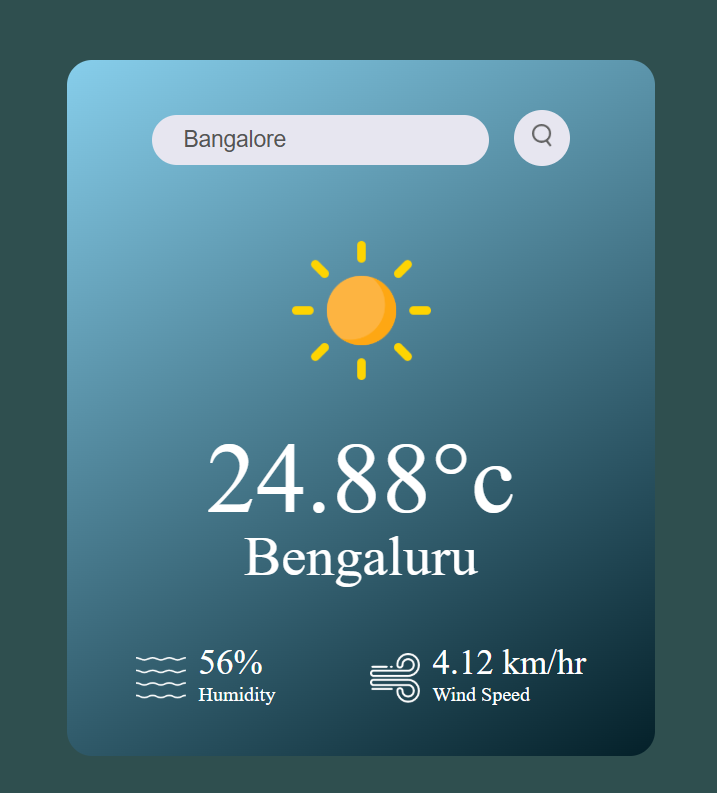 Bangalore
24.88°c
Bengaluru
56%
Humidity
4.12 km/hr
Wind Speed